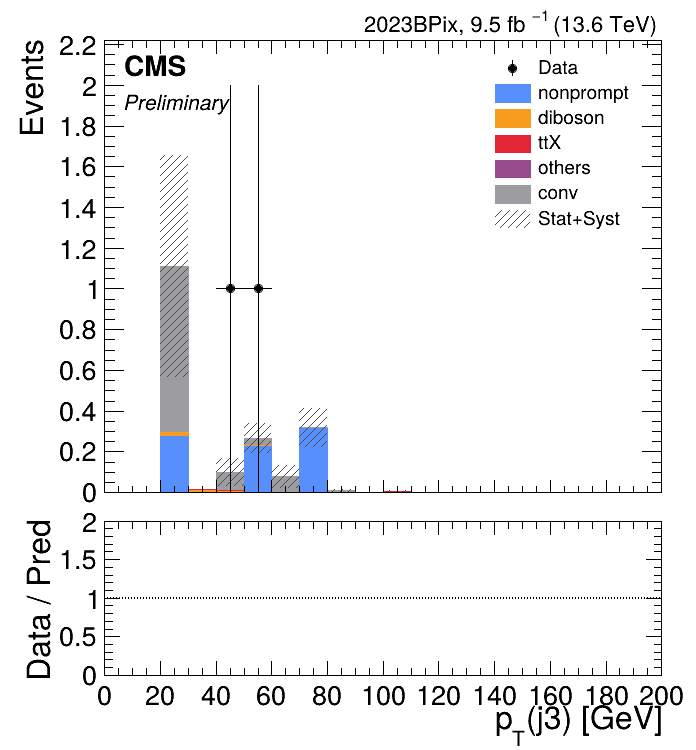 2023BPix, 9.5 fb⁻¹ (13.6 TeV)
CMS
Preliminary
Events
2.2
2
1.8
1.6
1.4
1.2
1
0.8
0.6
0.4
0.2
0
Data
nonprompt
diboson
ttX
others
conv
Stat+Syst
Data / Pred
2
1.5
1
0.5
0
0 20 40 60 80 100 120 140 160 180 200
p_T(j3) [GeV]